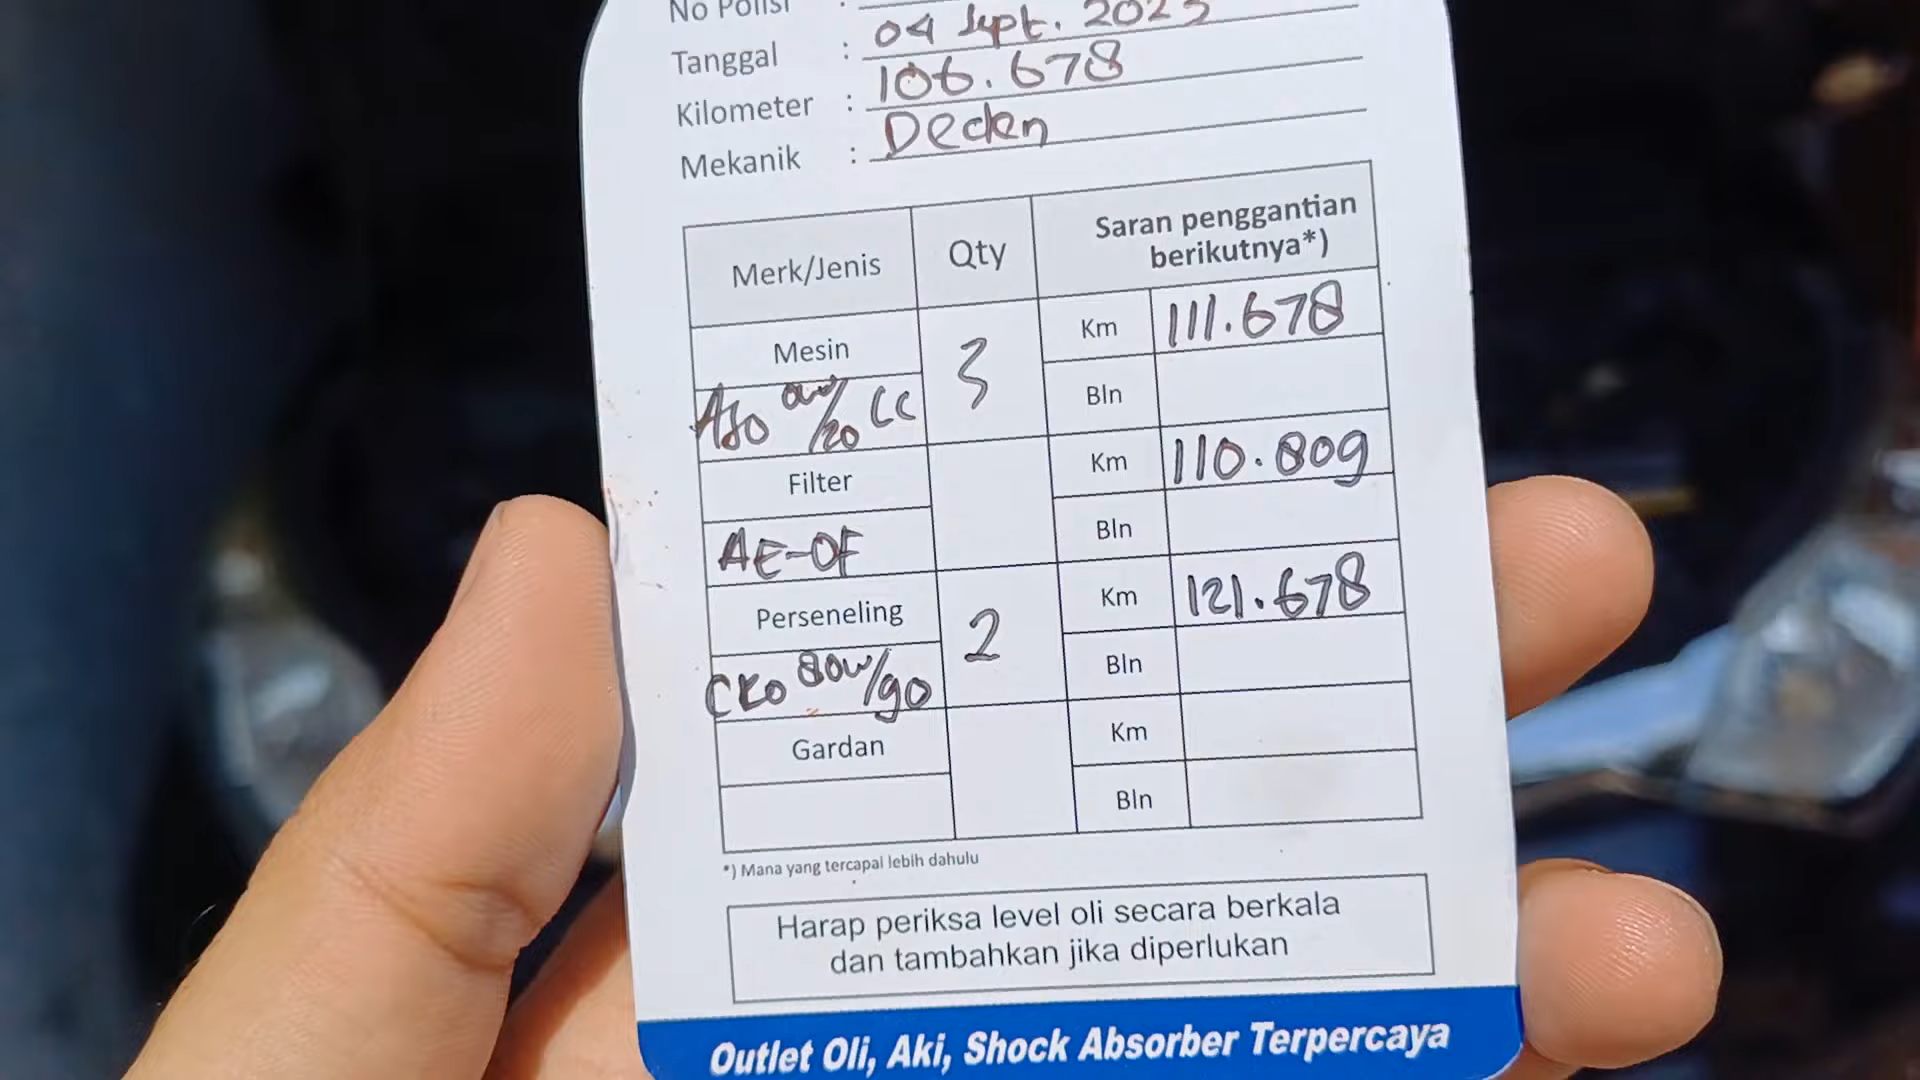 No Polisi :
Tanggal : 04 Sept. 2023
Kilometer : 106.678
Mekanik :
Merk/Jenis Qty Saran penggantian berikutnya*)
Mesin 3 Km 111.678
0W/20 CC Bln
Filter Km 110.809
AE-OF Bln
Perseneling 2 Km 121.678
80W/90 Bln
Gardan Km
Bln
*) Mana yang tercapai lebih dahulu
Harap periksa level oli secara berkala
dan tambahkan jika diperlukan
Outlet Oli, Aki, Shock Absorber Terpercaya